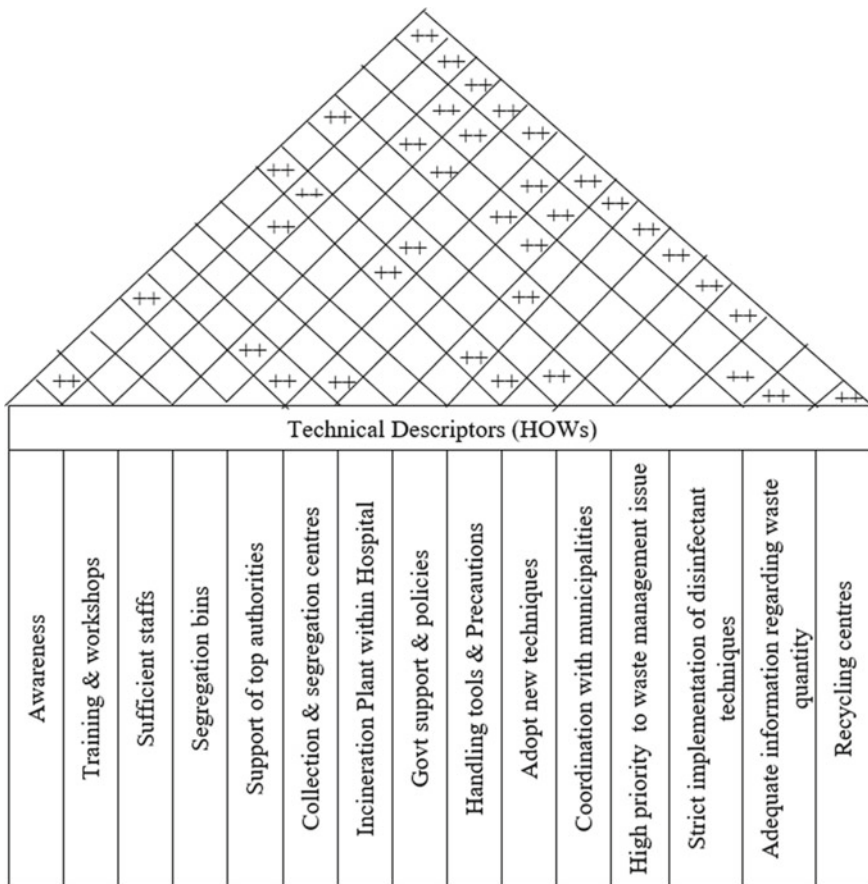 ++
++
++
++ ++
++
++ ++
++
++ ++
++ ++
++
++
++ ++
++ ++
++ ++
++
++
++
++ ++
++
++ ++
++ ++ ++ ++ ++ ++
++ ++
Technical Descriptors (HOWs)
Awareness
Training & workshops
Sufficient staffs
Segregation bins
Support of top authorities
Collection & segregation centres
Incineration Plant within Hospital
Govt support & policies
Handling tools & Precautions
Adopt new techniques
Coordination with municipalities
High priority to waste management issue
Strict implementation of disinfectant
techniques
Adequate information regarding waste
quantity
Recycling centres